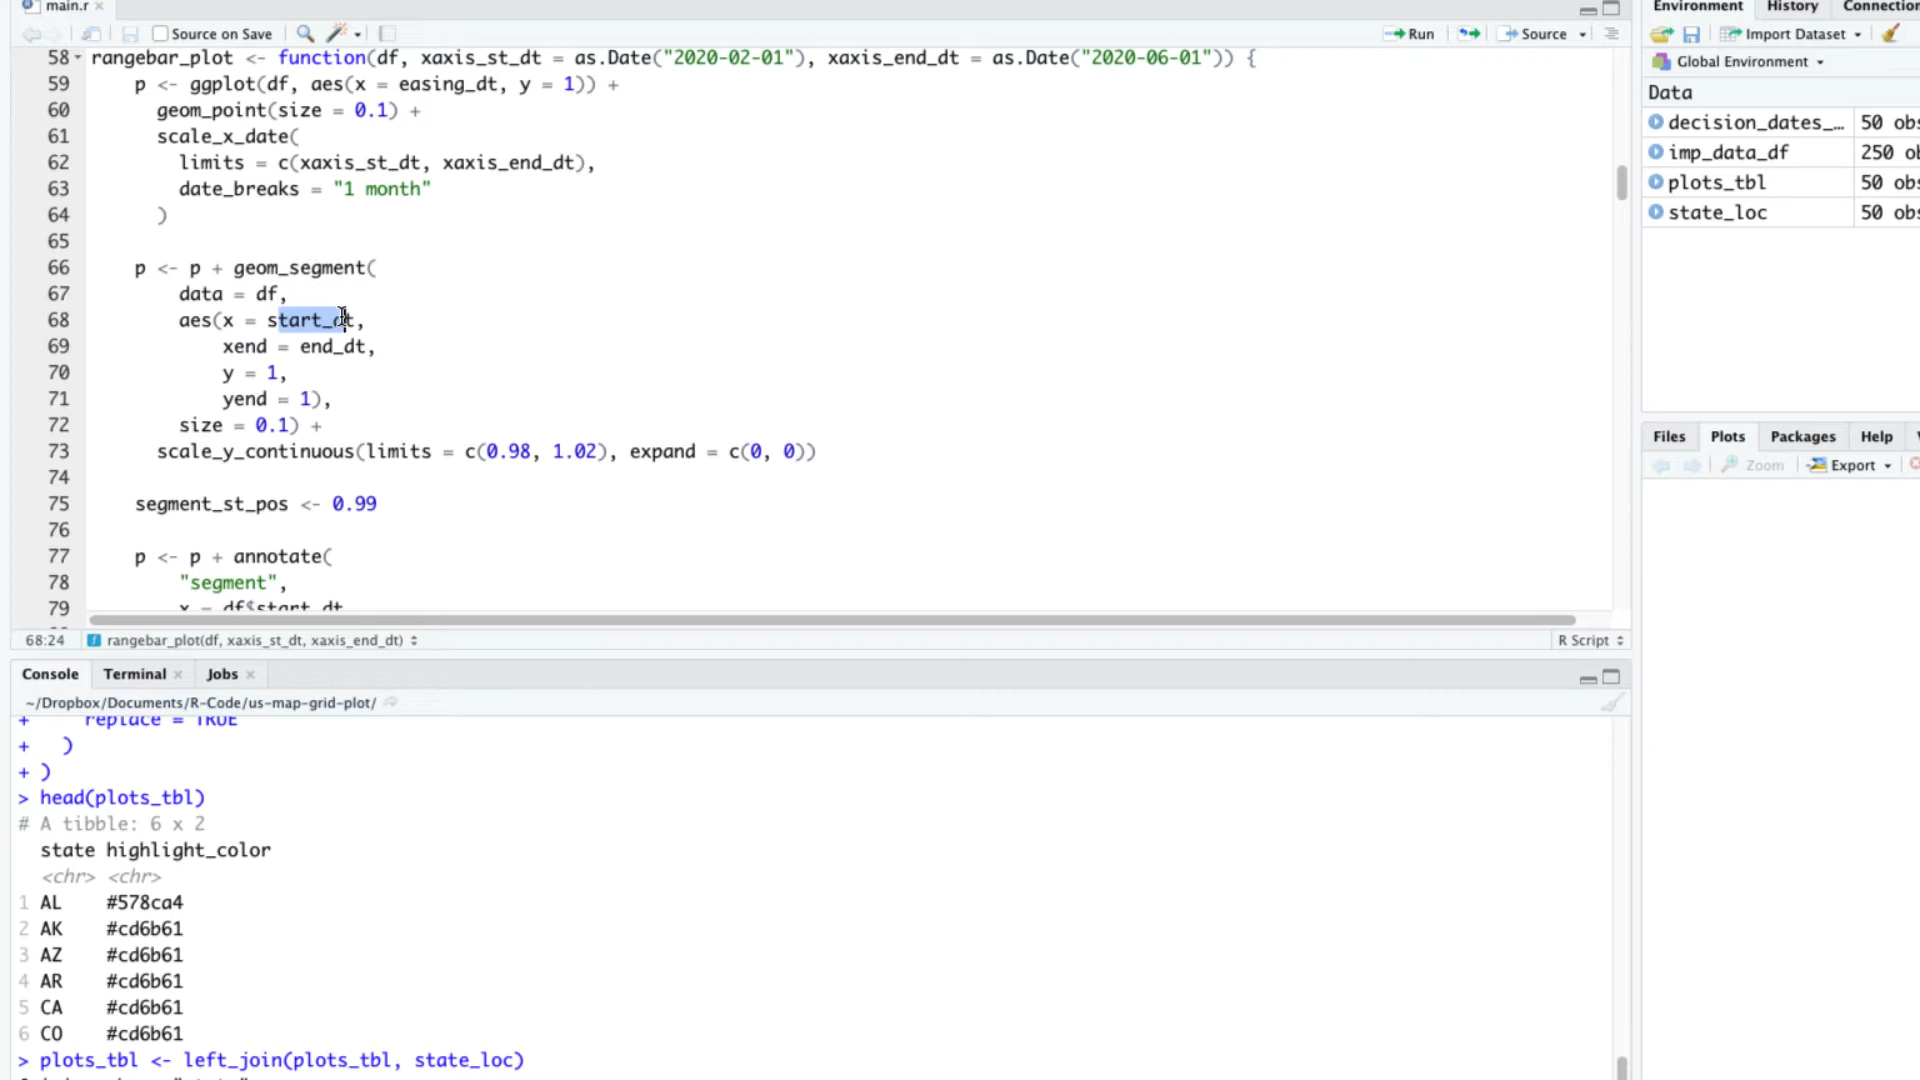 main.r
Source on Save
Run
Source
58 rangebar_plot <- function(df, xaxis_st_dt = as.Date("2020-02-01"), xaxis_end_dt = as.Date("2020-06-01")) {
59 p <- ggplot(df, aes(x = easing_dt, y = 1)) +
60 geom_point(size = 0.1) +
61 scale_x_date(
62 limits = c(xaxis_st_dt, xaxis_end_dt),
63 date_breaks = "1 month"
64 )
65
66 p <- p + geom_segment(
67 data = df,
68 aes(x = start_dt,
69 xend = end_dt,
70 y = 1,
71 yend = 1),
72 size = 0.1) +
73 scale_y_continuous(limits = c(0.98, 1.02), expand = c(0, 0))
74
75 segment_st_pos <- 0.99
76
77 p <- p + annotate(
78 "segment",
79 x = df$start_dt
68:24 rangebar_plot(df, xaxis_st_dt, xaxis_end_dt)
R Script
Console Terminal Jobs
~/Dropbox/Documents/R-Code/us-map-grid-plot/
+ replace = TRUE
+ )
+ )
> head(plots_tbl)
# A tibble: 6 x 2
state highlight_color
<chr> <chr>
1 AL #578ca4
2 AK #cd6b61
3 AZ #cd6b61
4 AR #cd6b61
5 CA #cd6b61
6 CO #cd6b61
> plots_tbl <- left_join(plots_tbl, state_loc)
Environment History Connection
Import Dataset
Global Environment
Data
decision_dates_… 50 obs
imp_data_df 250 ob
plots_tbl 50 obs
state_loc 50 obs
Files Plots Packages Help
Zoom Export